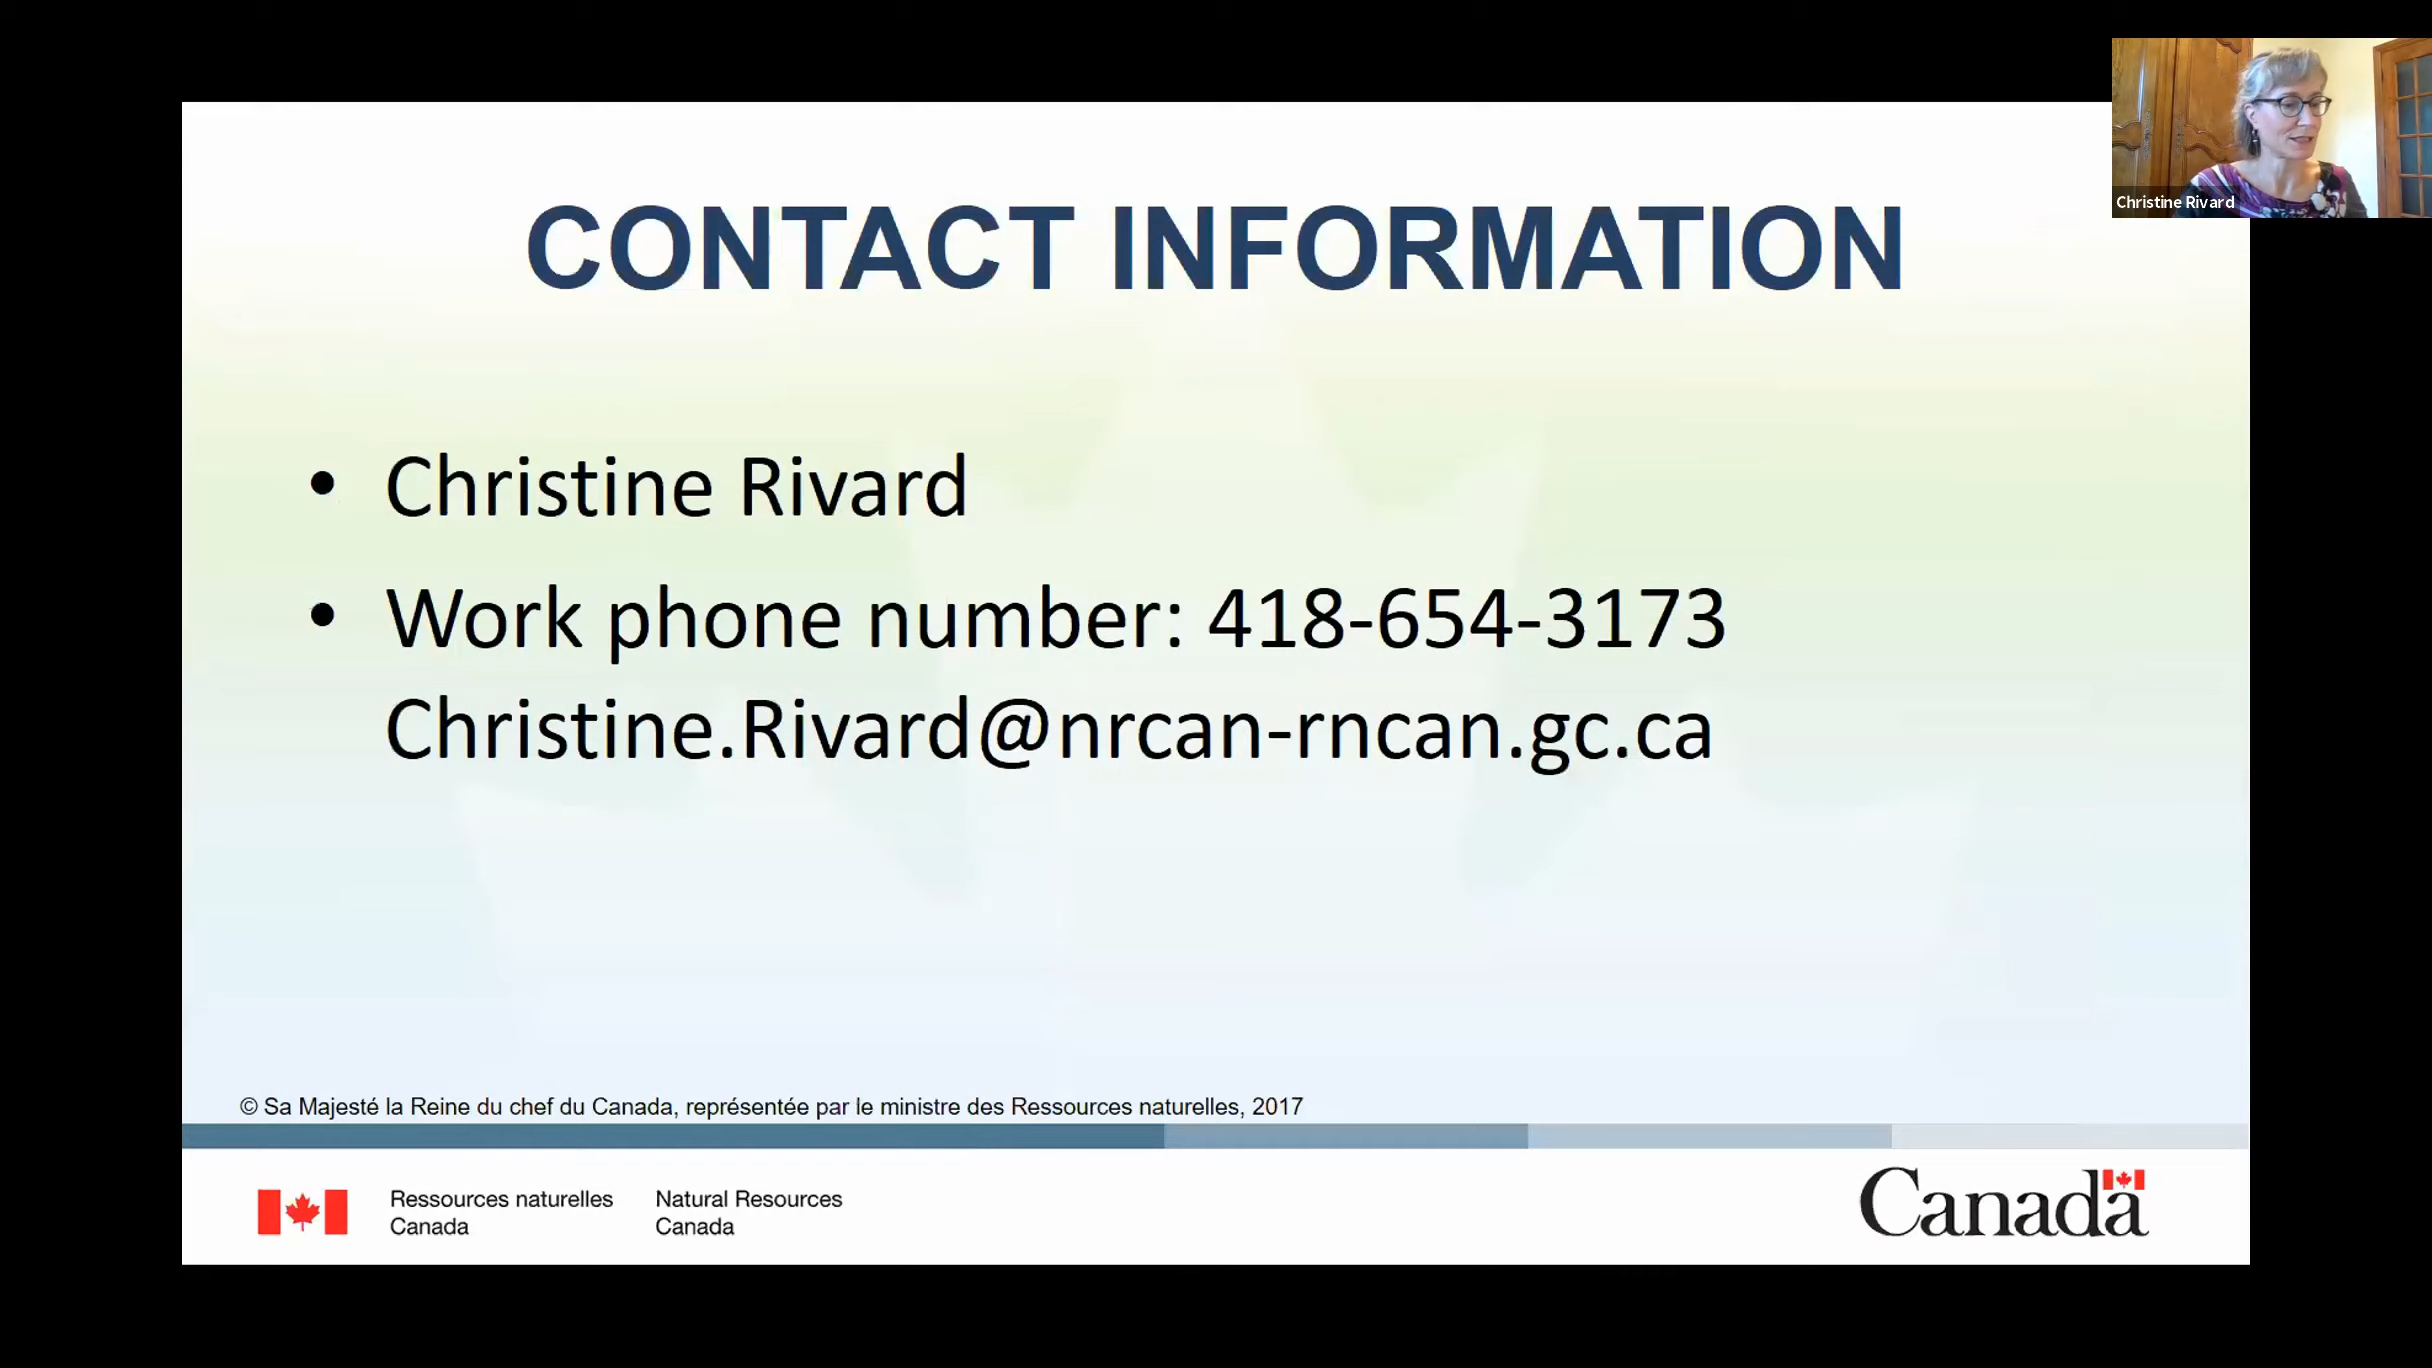 Christine Rivard
CONTACT INFORMATION
• Christine Rivard
• Work phone number: 418-654-3173
Christine.Rivard@nrcan-rncan.gc.ca
© Sa Majesté la Reine du chef du Canada, représentée par le ministre des Ressources naturelles, 2017
Ressources naturelles
Canada
Natural Resources
Canada
Canada